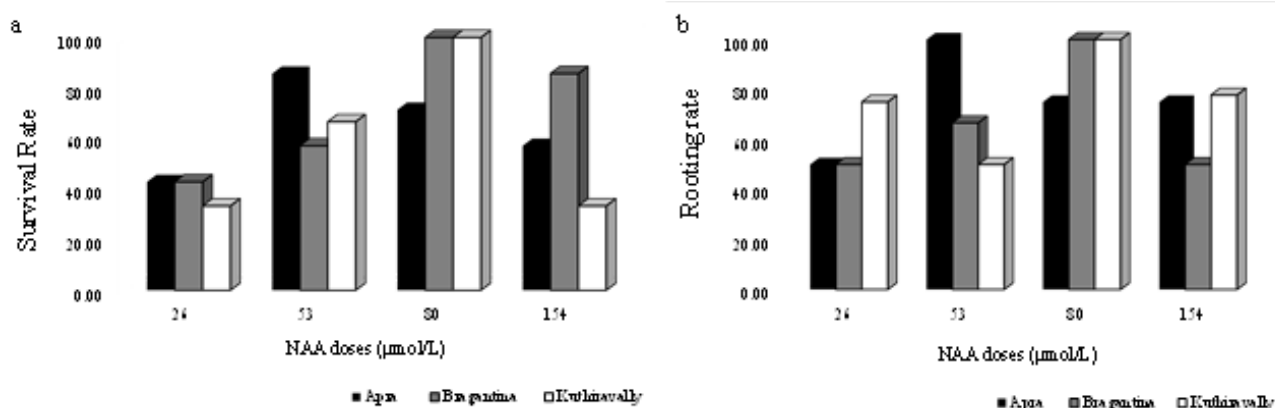 a
100.00
80.00
60.00
40.00
20.00
0.00
Survival Rate
26 53 80 154
NAA doses (µmol/L)
Apra Bragantina Kuthiravally
b
100.00
80.00
60.00
40.00
20.00
0.00
Rooting rate
26 53 80 154
NAA doses (µmol/L)
Apra Bragantina Kuthiravally